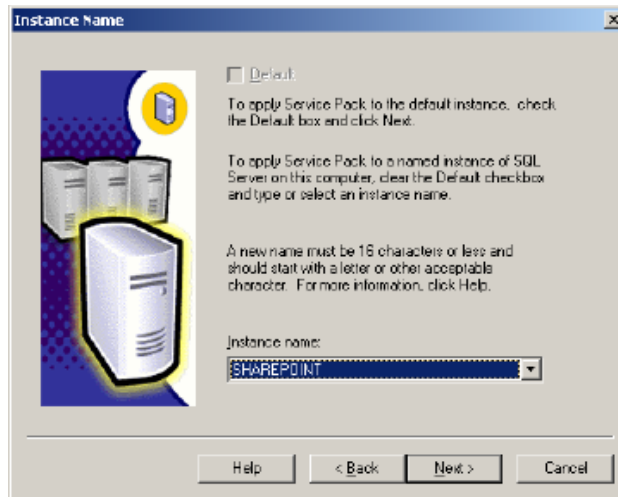 Instance Name
Default
To apply Service Pack to the default instance, check
the Default box and click Next.
To apply Service Pack to a named instance of SQL
Server on this computer, clear the Default checkbox
and type or select an instance name.
A new name must be 16 characters or less and
should start with a letter or other acceptable
character. For more information, click Help.
Instance name:
SHAREPOINT
Help
< Back
Next >
Cancel